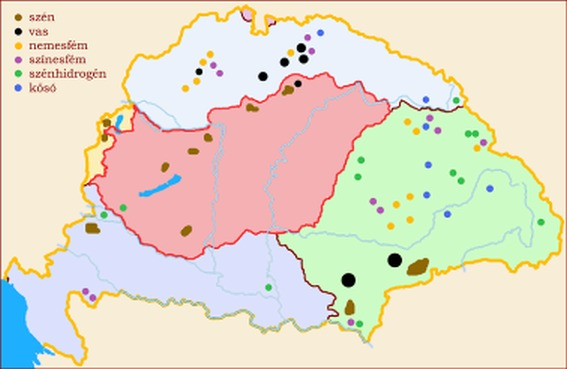 szén
vas
nemesfém
színesfém
szénhidrogén
kősó